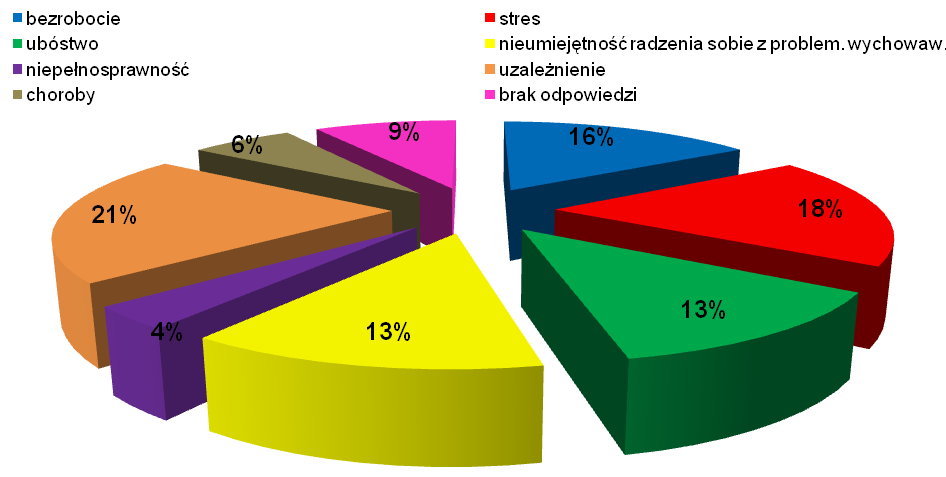 bezrobocie
stres
ubóstwo
nieumiejętność radzenia sobie z problem. wychowaw.
niepełnosprawność
uzależnienie
choroby
brak odpowiedzi
9%
16%
6%
18%
21%
13%
4%
13%